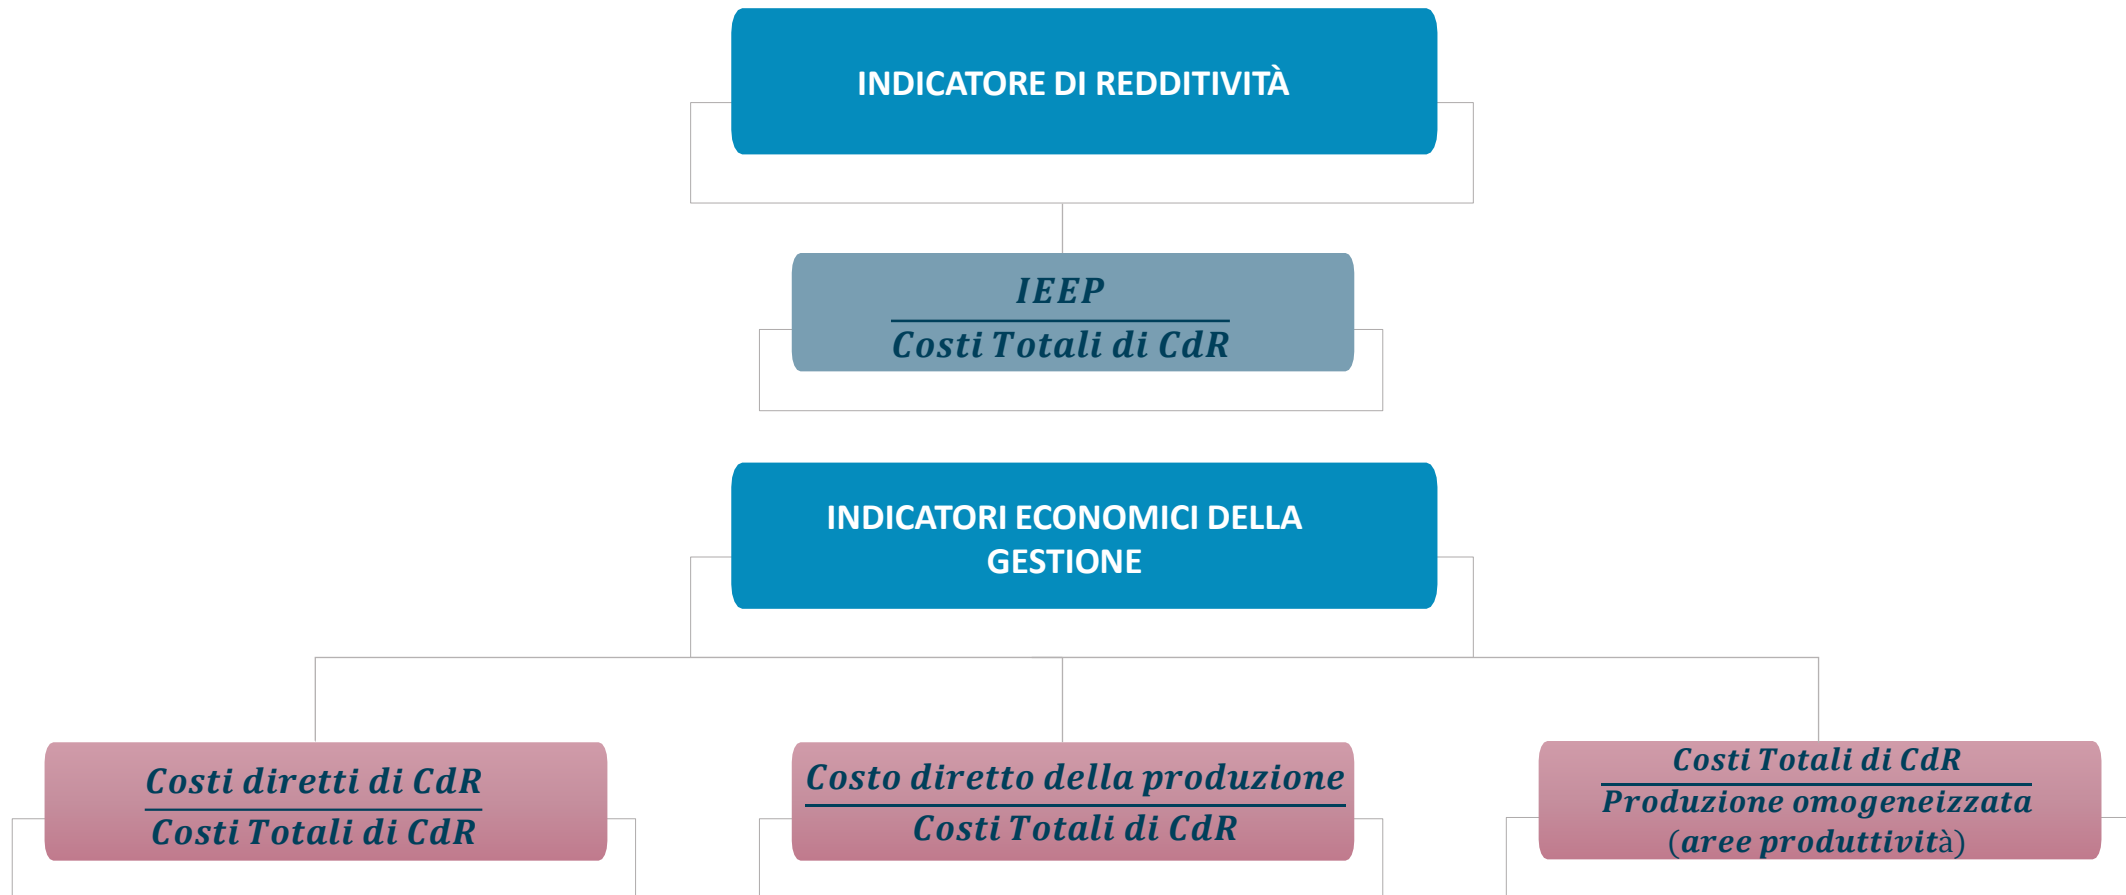 INDICATORE DI REDDITIVITÀ
IEEP
Costi Totali di CdR
INDICATORI ECONOMICI DELLA
GESTIONE
Costi diretti di CdR
Costi Totali di CdR
Costo diretto della produzione
Costi Totali di CdR
Costi Totali di CdR
Produzione omogeneizzata
(aree produttività)